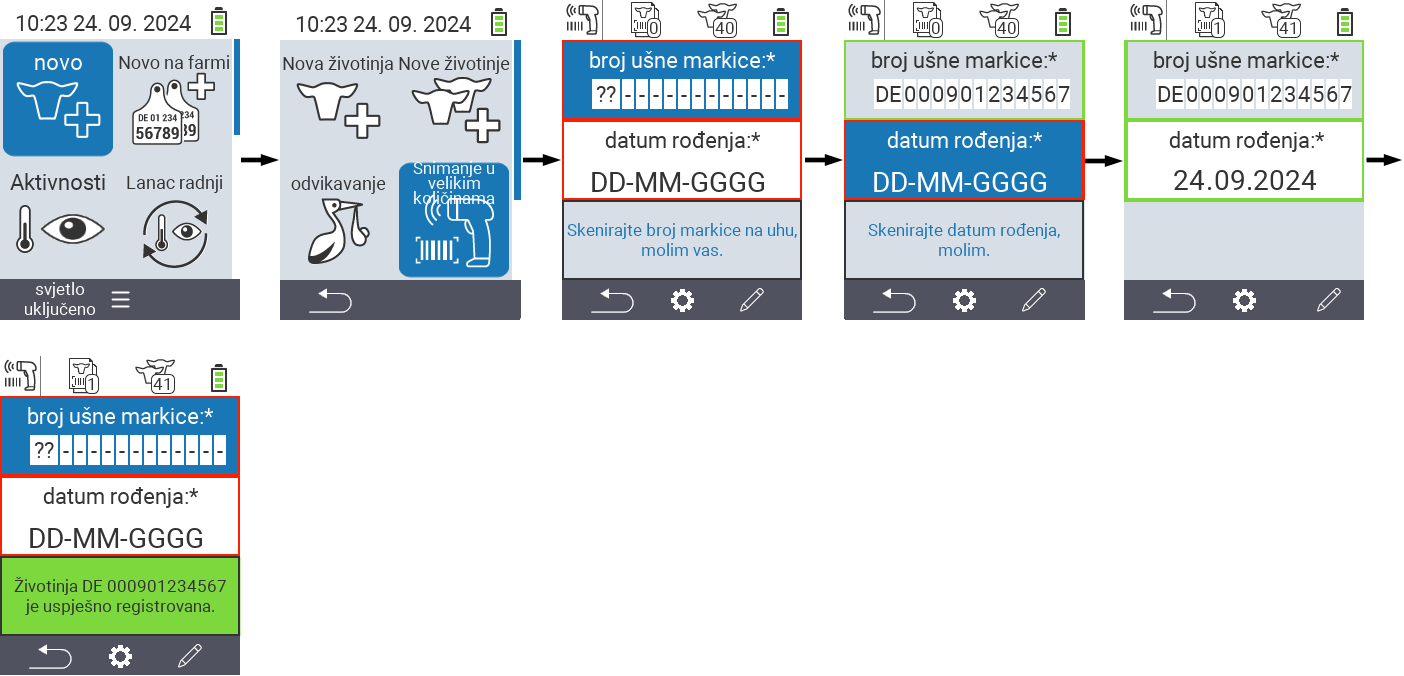 10:23 24. 09. 2024
novo
Novo na farmi
DE 01 234
234
56789
89
Aktivnosti
Lanac radnji
svjetlo
uključeno
10:23 24. 09. 2024
Nova životinja
Nove životinje
odvikavanje
Snimanje u
velikim
količinama
0
40
broj ušne markice:*
??-----------
datum rođenja:*
DD-MM-GGGG
Skenirajte broj markice na uhu,
molim vas.
0
40
broj ušne markice:*
DE000901234567
datum rođenja:*
DD-MM-GGGG
Skenirajte datum rođenja,
molim.
1
41
broj ušne markice:*
DE000901234567
datum rođenja:*
24.09.2024
1
41
broj ušne markice:*
??------------
datum rođenja:*
DD-MM-GGGG
Životinja DE 000901234567
je uspješno registrovana.